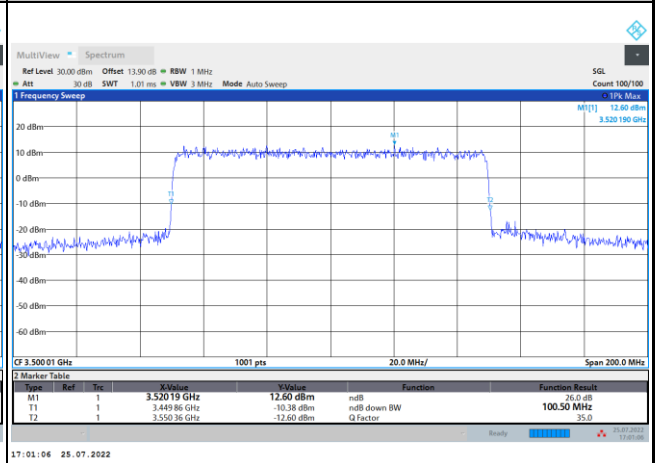 MultiView Spectrum
Ref Level 30.00 dBm Offset 13.90 dB RBW 1 MHz SGL
Att 30 dB SWT 1.01 ms VBW 3 MHz Mode Auto Sweep Count 100/100
1 Frequency Sweep 1Pk Max
M1[1] 12.60 dBm
3.520 190 GHz
20 dBm
M1
10 dBm
0 dBm
T1
T2
-10 dBm
-20 dBm
-30 dBm
-40 dBm
-50 dBm
-60 dBm
CF 3.500 01 GHz 1001 pts 20.0 MHz/ Span 200.0 MHz
2 Marker Table
Type Ref Trc X-Value Y-Value Function Function Result
M1 1 3.520 19 GHz 12.60 dBm ndB 26.0 dB
T1 1 3.449 86 GHz -10.38 dBm ndB down BW 100.50 MHz
T2 1 3.550 36 GHz -12.60 dBm Q Factor 35.0
Ready 25.07.2022
17:01:06
17:01:06 25.07.2022